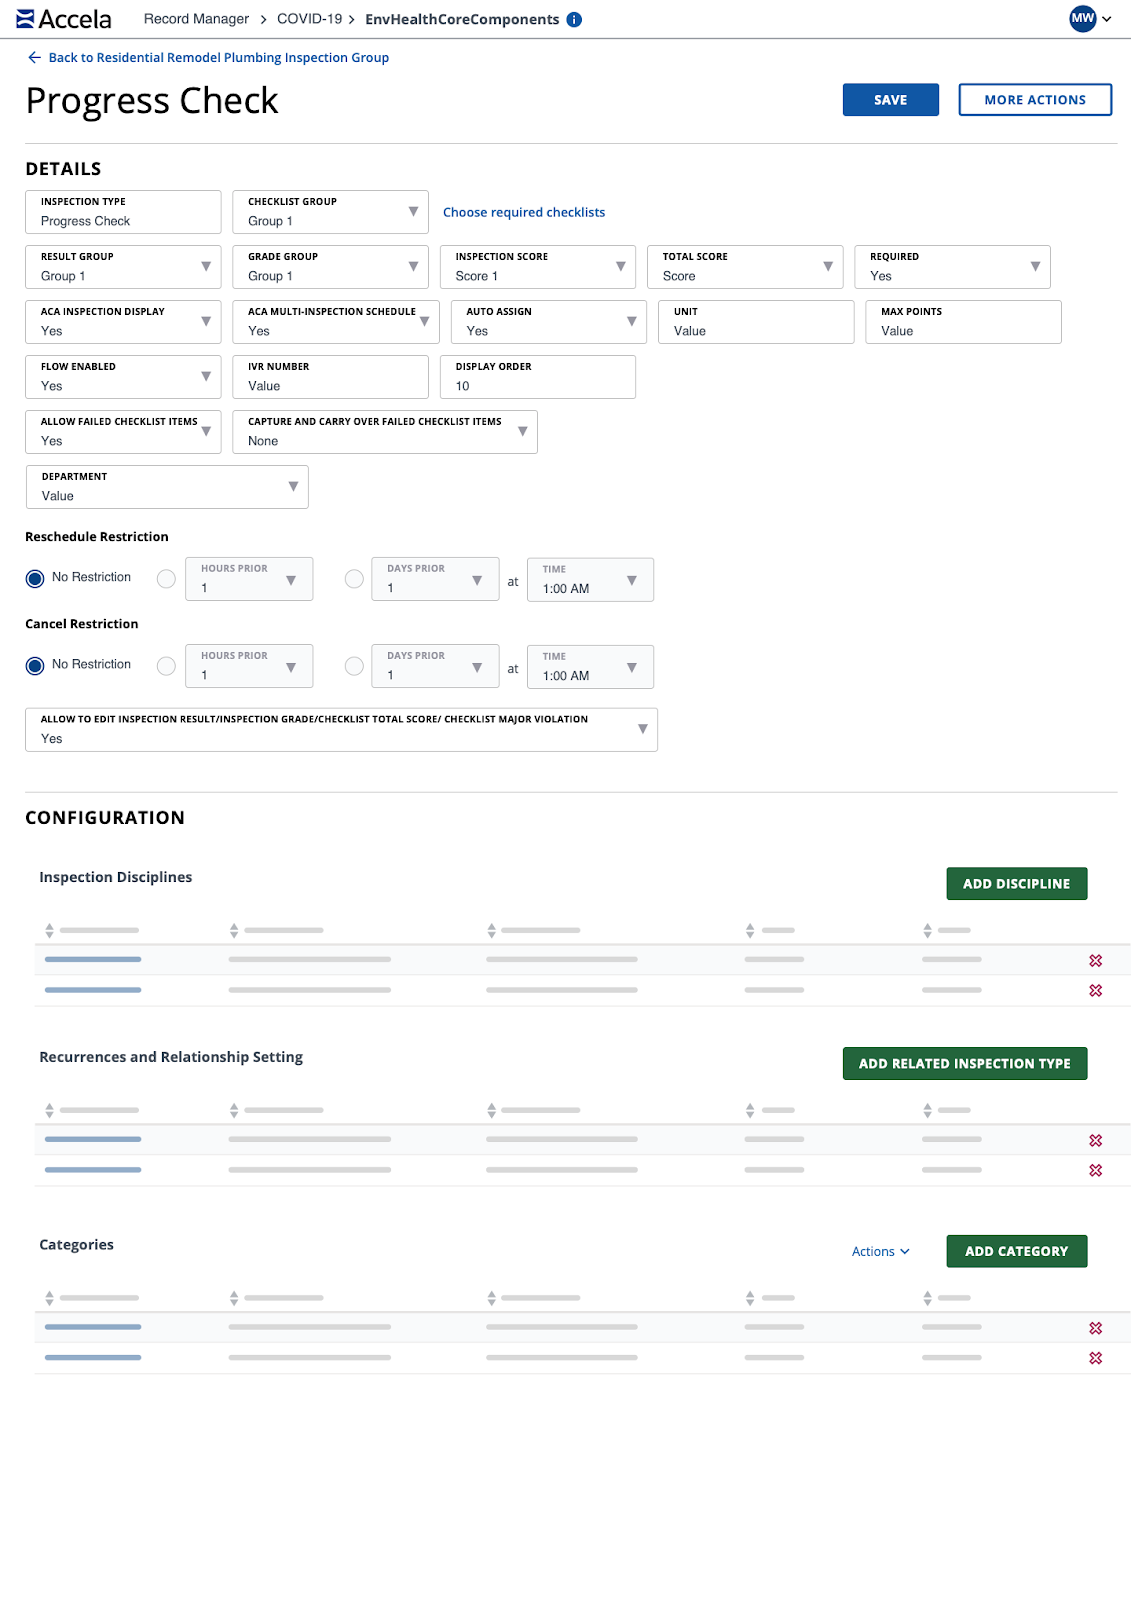 Accela Record Manager > COVID-19 > EnvHealthCoreComponents i MW
← Back to Residential Remodel Plumbing Inspection Group
Progress Check SAVE MORE ACTIONS
DETAILS
INSPECTION TYPE CHECKLIST GROUP
Progress Check Group 1 Choose required checklists
RESULT GROUP GRADE GROUP INSPECTION SCORE TOTAL SCORE REQUIRED
Group 1 Group 1 Score 1 Score Yes
ACA INSPECTION DISPLAY ACA MULTI-INSPECTION SCHEDULE AUTO ASSIGN UNIT MAX POINTS
Yes Yes Yes Value Value
FLOW ENABLED IVR NUMBER DISPLAY ORDER
Yes Value 10
ALLOW FAILED CHECKLIST ITEMS CAPTURE AND CARRY OVER FAILED CHECKLIST ITEMS
Yes None
DEPARTMENT
Value
Reschedule Restriction
HOURS PRIOR DAYS PRIOR TIME
No Restriction 1 1 at 1:00 AM
Cancel Restriction
HOURS PRIOR DAYS PRIOR TIME
No Restriction 1 1 at 1:00 AM
ALLOW TO EDIT INSPECTION RESULT/INSPECTION GRADE/CHECKLIST TOTAL SCORE/ CHECKLIST MAJOR VIOLATION
Yes
CONFIGURATION
Inspection Disciplines ADD DISCIPLINE
Recurrences and Relationship Setting ADD RELATED INSPECTION TYPE
Categories Actions ADD CATEGORY